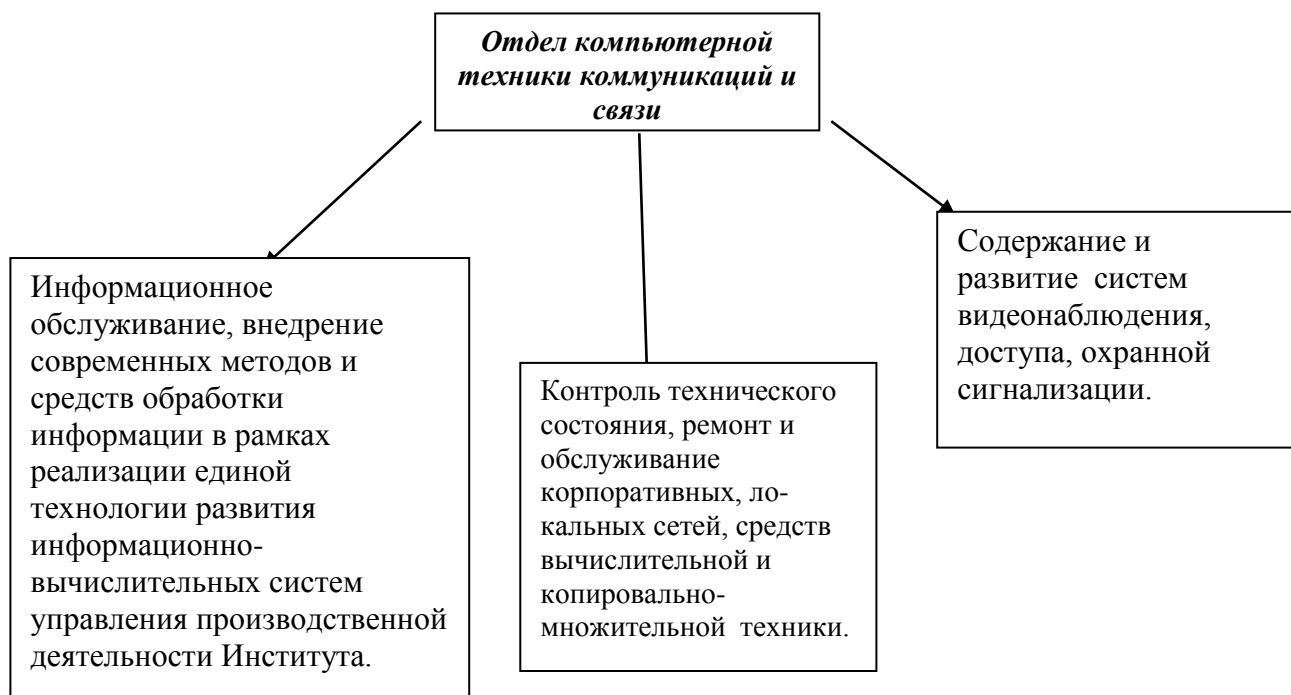 Отдел компьютерной
техники коммуникаций и
связи
Информационное
обслуживание, внедрение
современных методов и
средств обработки
информации в рамках
реализации единой
технологии развития
информационно-
вычислительных систем
управления производственной
деятельности Института.
Контроль технического
состояния, ремонт и
обслуживание
корпоративных, ло-
кальных сетей, средств
вычислительной и
копировально-
множительной техники.
Содержание и
развитие систем
видеонаблюдения,
доступа, охранной
сигнализации.